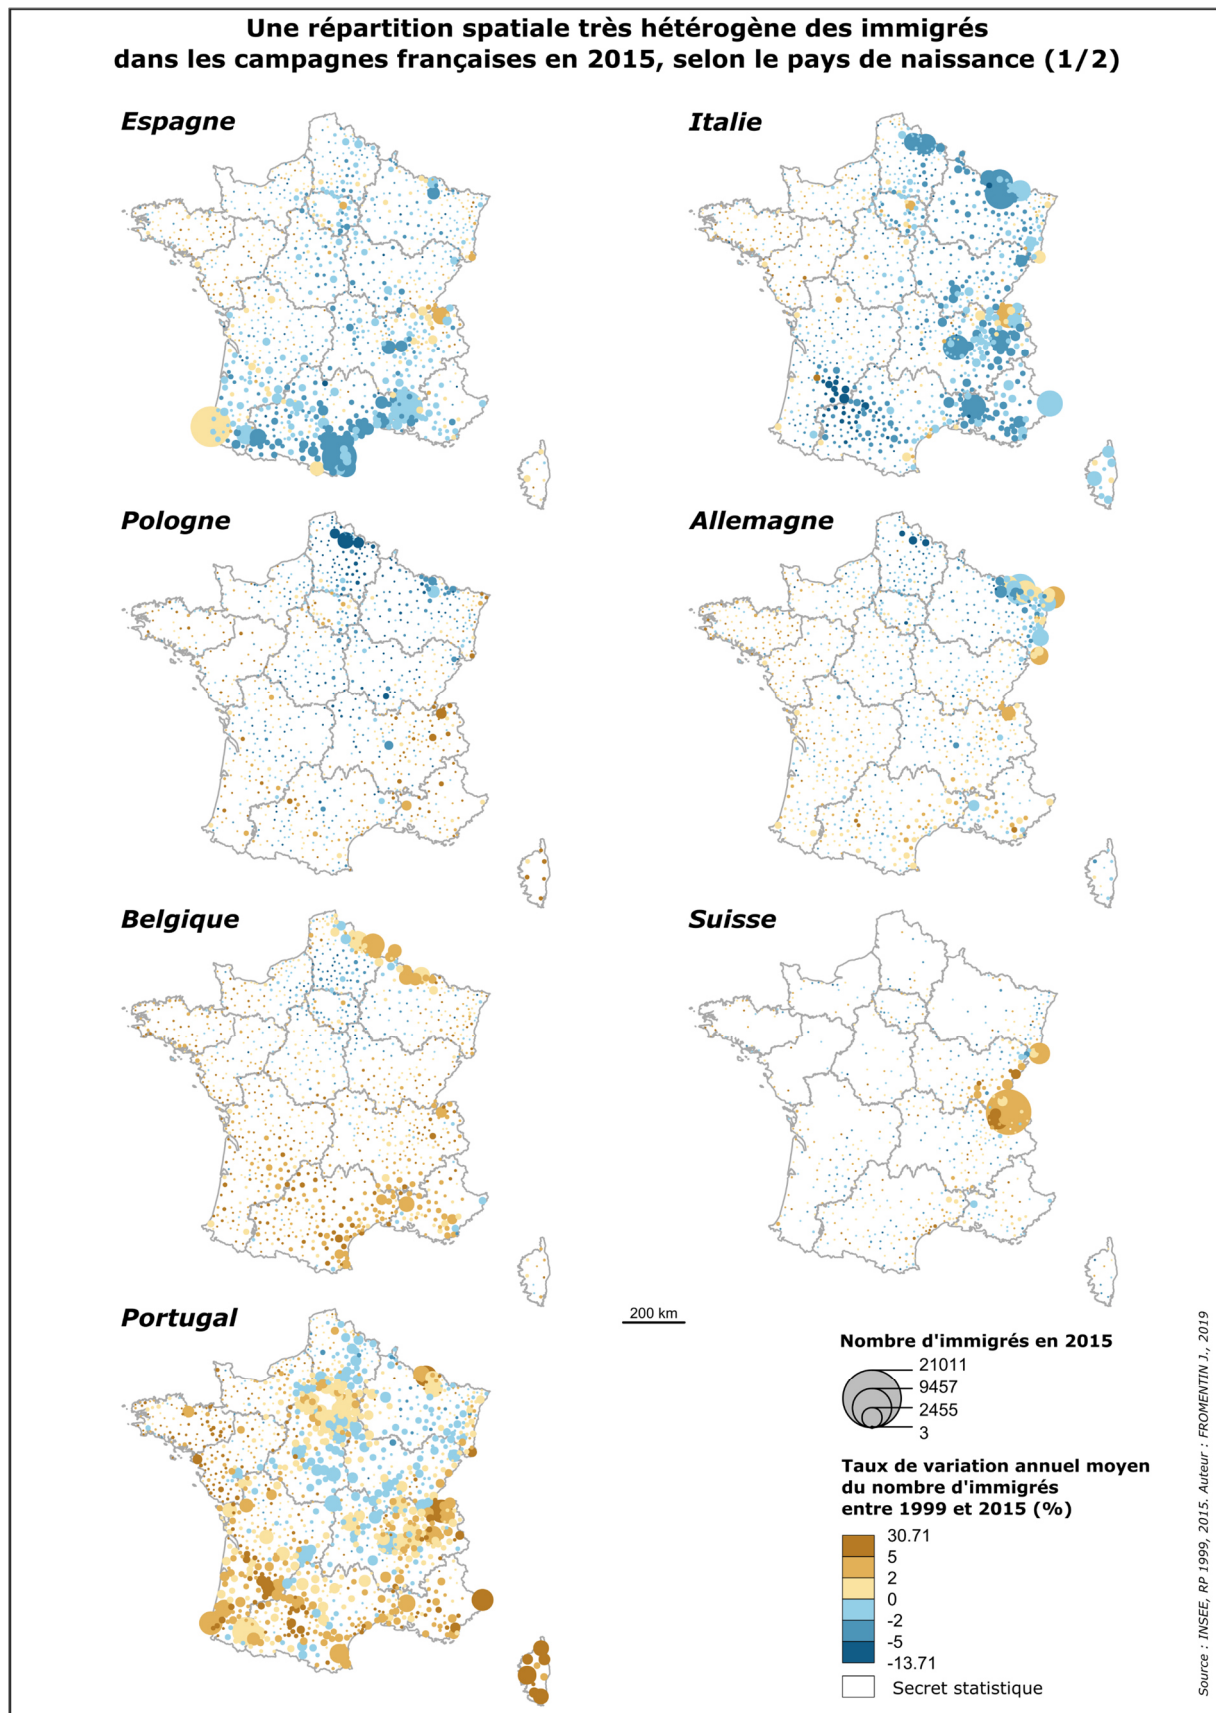 Une répartition spatiale très hétérogène des immigrés
dans les campagnes françaises en 2015, selon le pays de naissance (1/2)
Espagne
Italie
Pologne
Allemagne
Belgique
Suisse
Portugal
200 km
Nombre d'immigrés en 2015
21011
9457
2455
3
Taux de variation annuel moyen
du nombre d'immigrés
entre 1999 et 2015 (%)
30.71
5
2
0
-2
-5
-13.71
Secret statistique
Source : INSEE, RP 1999, 2015. Auteur : FROMENTIN J., 2019